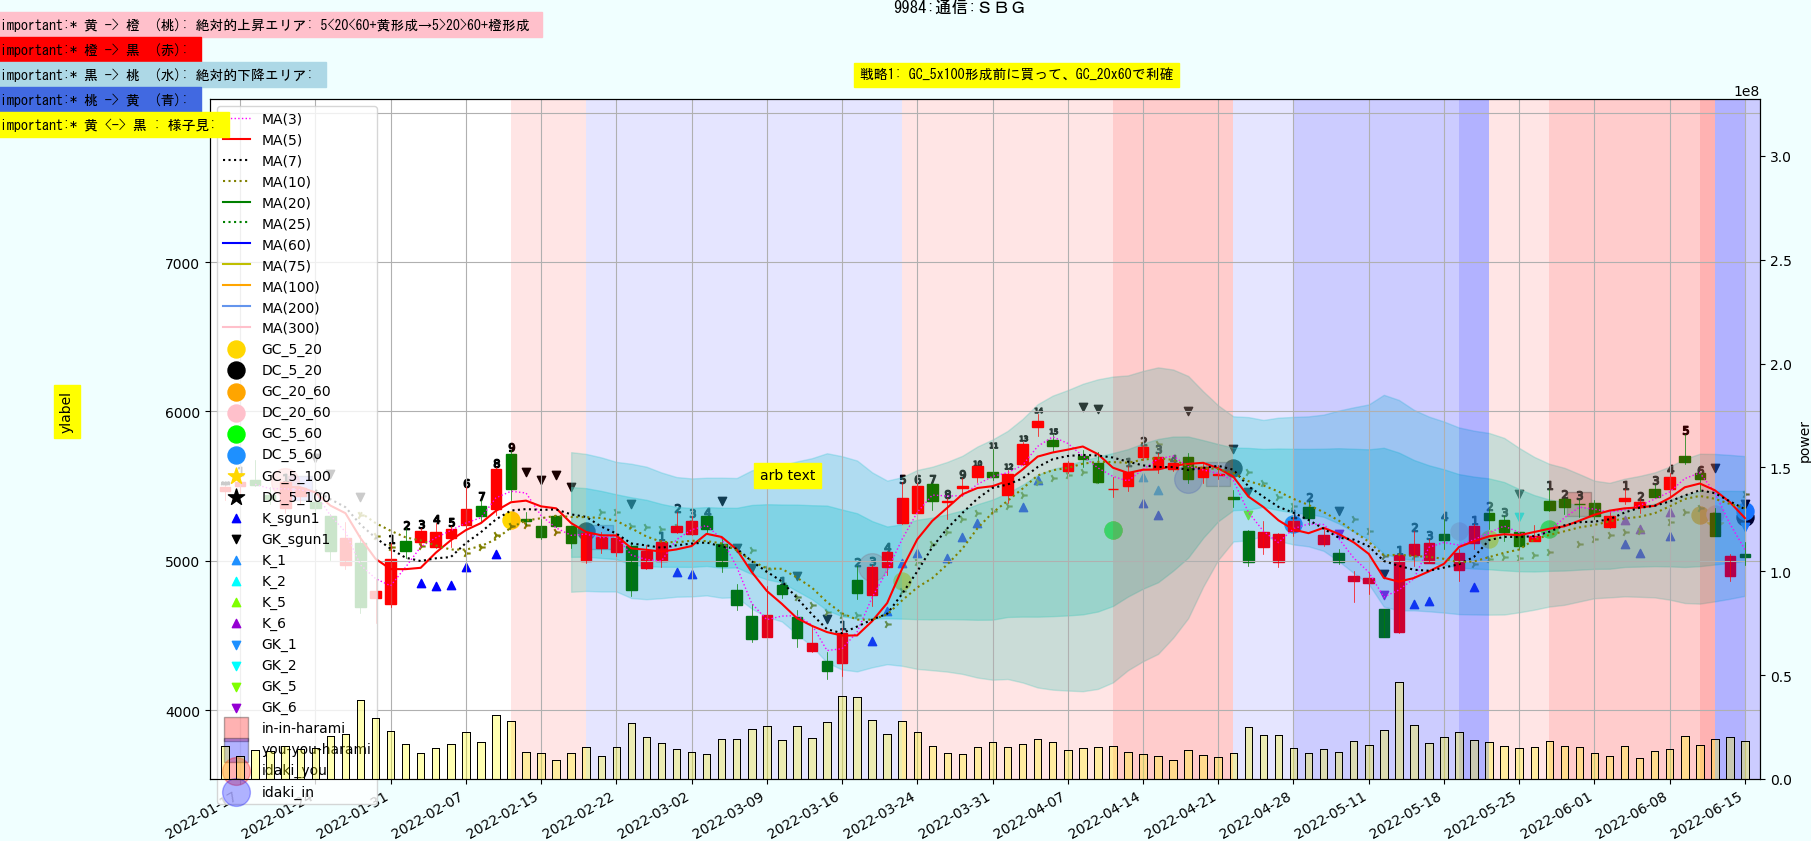 9984:通信:ＳＢＧ
important:* 黄 -> 橙 (桃): 絶対的上昇エリア: 5<20<60+黄形成→5>20>60+橙形成
important:* 橙 -> 黒 (赤):
important:* 黒 -> 桃 (水): 絶対的下降エリア:
戦略1: GC_5x100形成前に買って、GC_20x60で利確
important:* 桃 -> 黄 (青):
important:* 黄 <-> 黒 : 様子見:
1e8
MA(3)
MA(5)
MA(7)
MA(10)
MA(20)
MA(25)
MA(60)
MA(75)
MA(100)
MA(200)
MA(300)
GC_5_20
DC_5_20
GC_20_60
DC_20_60
GC_5_60
DC_5_60
GC_5_100
DC_5_100
K_sgun1
GK_sgun1
K_1
K_2
K_5
K_6
GK_1
GK_2
GK_5
GK_6
in-in-harami
you-you-harami
idaki_you
idaki_in
7000
6000
5000
4000
ylabel
arb text
3.0
2.5
2.0
1.5
1.0
0.5
0.0
power
2022-01-17
2022-01-24
2022-01-31
2022-02-07
2022-02-15
2022-02-22
2022-03-02
2022-03-09
2022-03-16
2022-03-24
2022-03-31
2022-04-07
2022-04-14
2022-04-21
2022-04-28
2022-05-11
2022-05-18
2022-05-25
2022-06-01
2022-06-08
2022-06-15